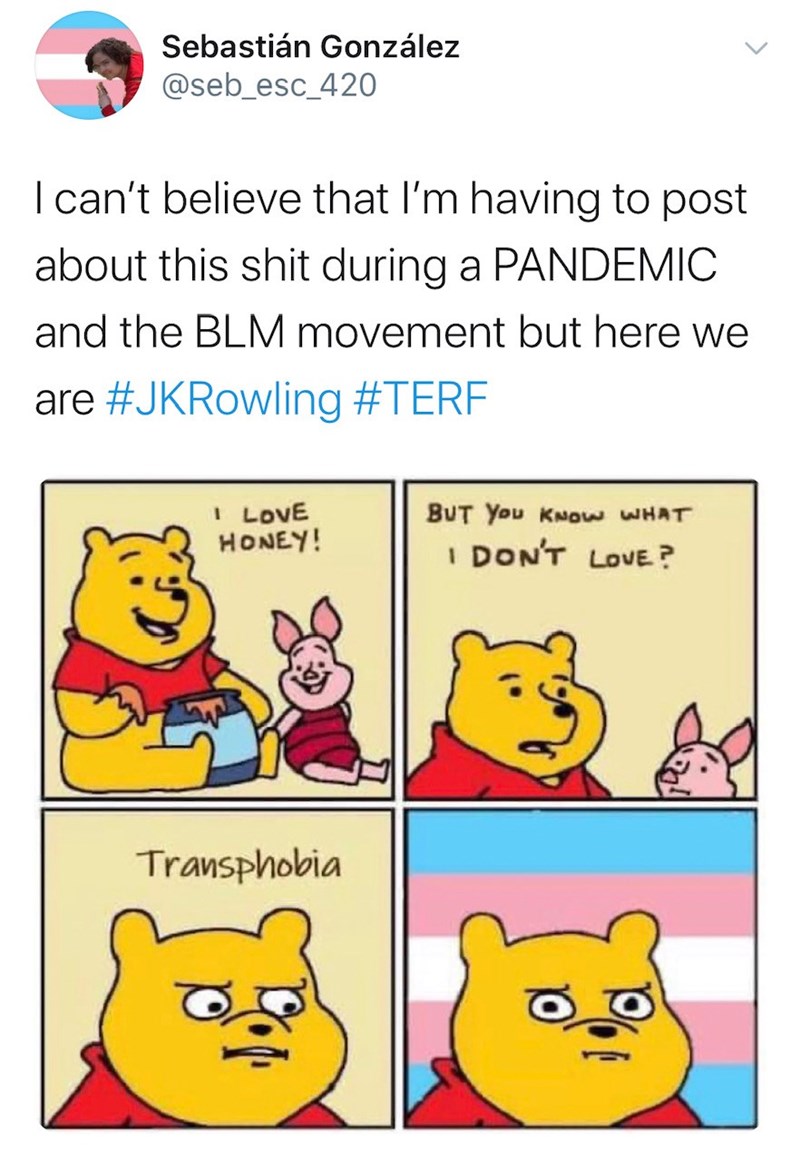 Sebastián González
@seb_esc_420
I can't believe that I'm having to post
about this shit during a PANDEMIC
and the BLM movement but here we
are #JKRowling #TERF
I LOVE
HONEY!
BUT YOU KNOW WHAT
I DON'T LOVE?
Transphobia